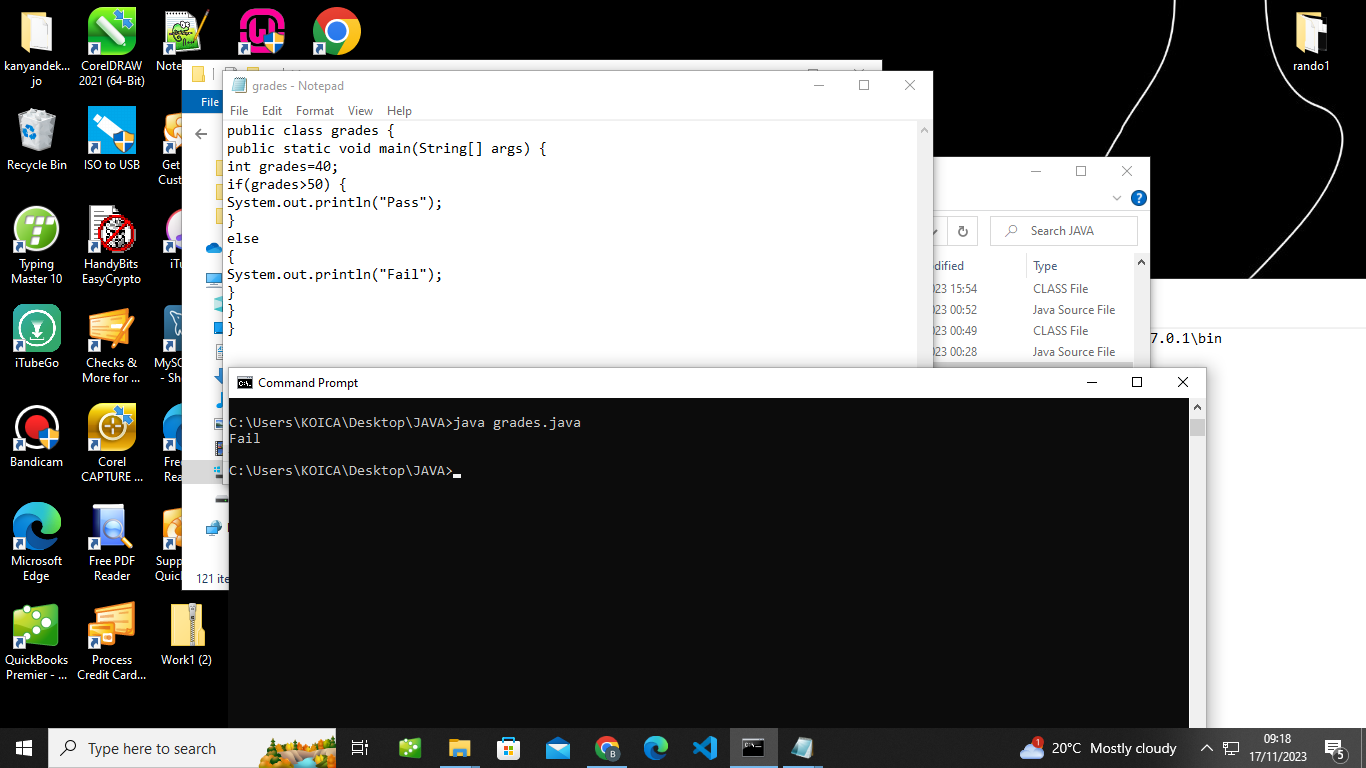 kanyandek...
jo
CorelDRAW
2021 (64-Bit)
Note
rando1
Recycle Bin
ISO to USB
Get
Cust
Typing
Master 10
HandyBits
EasyCrypto
iTu
iTubeGo
Checks &
More for ...
MySQ
- Sh
Bandicam
Corel
CAPTURE ...
Free
Rea
Microsoft
Edge
Free PDF
Reader
Supp
Quick
QuickBooks
Premier - ...
Process
Credit Card...
Work1 (2)
File
121 ite
grades - Notepad
File Edit Format View Help
public class grades {
public static void main(String[] args) {
int grades=40;
if(grades>50) {
System.out.println("Pass");
}
else
{
System.out.println("Fail");
}
}
}
Search JAVA
dified Type
023 15:54 CLASS File
023 00:52 Java Source File
023 00:49 CLASS File
023 00:28 Java Source File
7.0.1\bin
Command Prompt
C:\Users\KOICA\Desktop\JAVA>java grades.java
Fail
C:\Users\KOICA\Desktop\JAVA>
Type here to search
1
20°C Mostly cloudy
09:18
17/11/2023
5